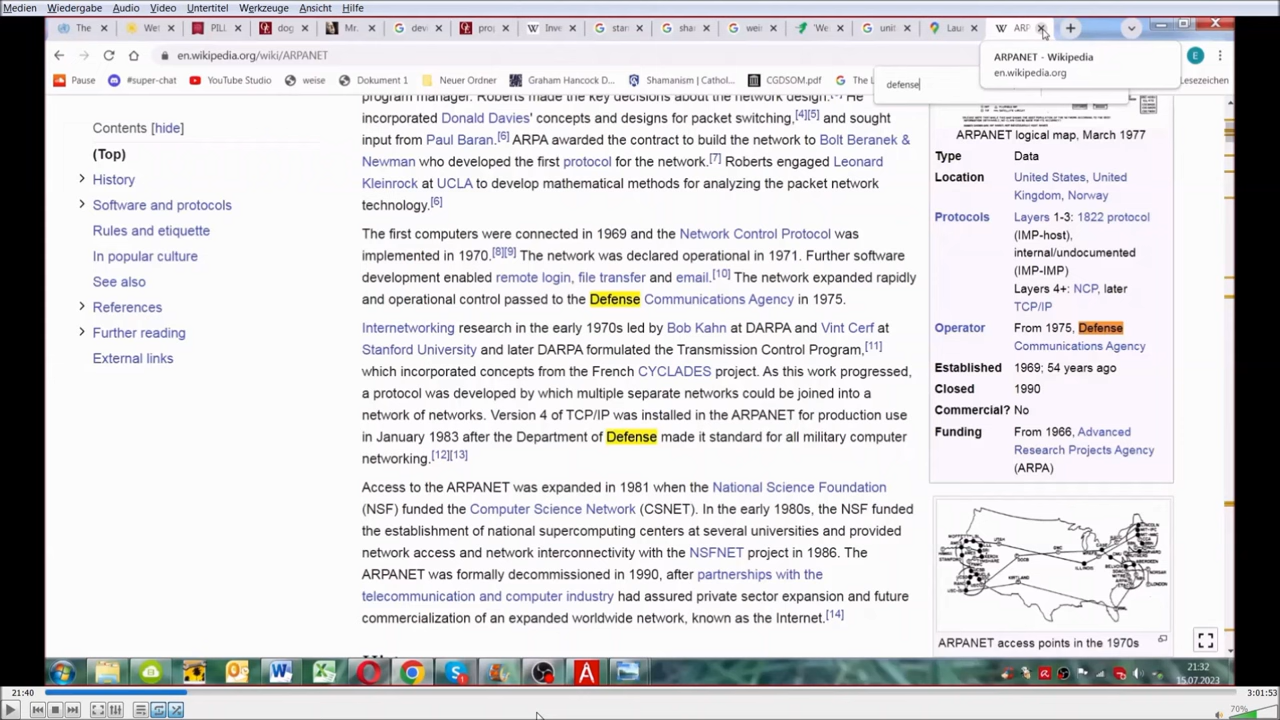 Medien Wiedergabe Audio Video Untertitel Werkzeuge Ansicht Hilfe
The We PILL dog Mr. de pro Inv stan sha wei 'We unit Lau ARP
en.wikipedia.org/wiki/ARPANET
ARPANET - Wikipedia
en.wikipedia.org
E
Pause #super-chat YouTube Studio weise Dokument 1 Neuer Ordner Graham Hancock D... Shamanism | Cathol... CGDSOM.pdf The L Lesezeichen
defense
program manager. Roberts made the key decisions about the network design. He
incorporated Donald Davies' concepts and designs for packet switching,[4][5] and sought
input from Paul Baran.[6] ARPA awarded the contract to build the network to Bolt Beranek &
Newman who developed the first protocol for the network.[7] Roberts engaged Leonard
Kleinrock at UCLA to develop mathematical methods for analyzing the packet network
technology.[6]
The first computers were connected in 1969 and the Network Control Protocol was
implemented in 1970.[8][9] The network was declared operational in 1971. Further software
development enabled remote login, file transfer and email.[10] The network expanded rapidly
and operational control passed to the Defense Communications Agency in 1975.
Internetworking research in the early 1970s led by Bob Kahn at DARPA and Vint Cerf at
Stanford University and later DARPA formulated the Transmission Control Program,[11]
which incorporated concepts from the French CYCLADES project. As this work progressed,
a protocol was developed by which multiple separate networks could be joined into a
network of networks. Version 4 of TCP/IP was installed in the ARPANET for production use
in January 1983 after the Department of Defense made it standard for all military computer
networking.[12][13]
Access to the ARPANET was expanded in 1981 when the National Science Foundation
(NSF) funded the Computer Science Network (CSNET). In the early 1980s, the NSF funded
the establishment of national supercomputing centers at several universities and provided
network access and network interconnectivity with the NSFNET project in 1986. The
ARPANET was formally decommissioned in 1990, after partnerships with the
telecommunication and computer industry had assured private sector expansion and future
commercialization of an expanded worldwide network, known as the Internet.[14]
Contents [hide]
(Top)
History
Software and protocols
Rules and etiquette
In popular culture
See also
References
Further reading
External links
ARPANET logical map, March 1977
Type Data
Location United States, United
Kingdom, Norway
Protocols Layers 1-3: 1822 protocol
(IMP-host),
internal/undocumented
(IMP-IMP)
Layers 4+: NCP, later
TCP/IP
Operator From 1975, Defense
Communications Agency
Established 1969; 54 years ago
Closed 1990
Commercial? No
Funding From 1966, Advanced
Research Projects Agency
(ARPA)
ARPANET access points in the 1970s
21:32
15.07.2023
21:40 3:01:53
70%